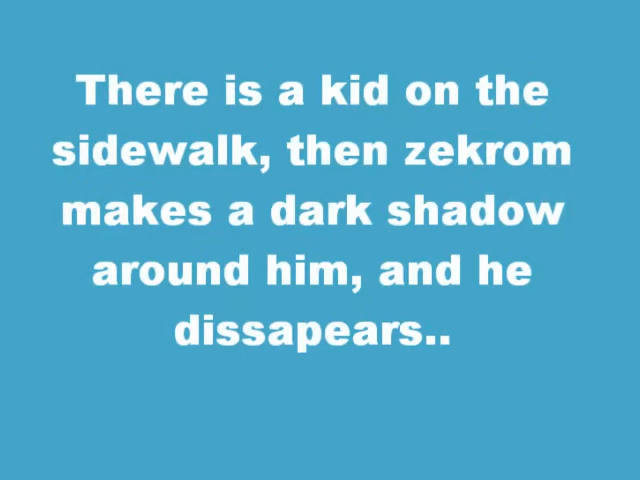 There is a kid on the
sidewalk, then zekrom
makes a dark shadow
around him, and he
dissapears..